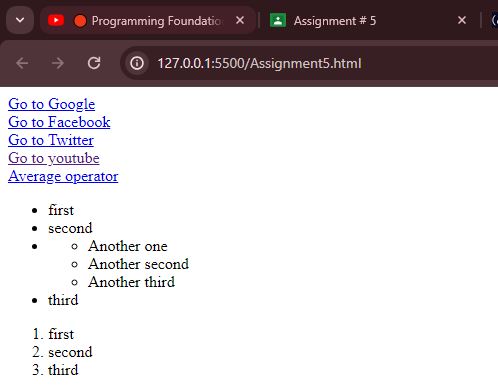 Programming Foundatio
Assignment # 5
127.0.0.1:5500/Assignment5.html
Go to Google
Go to Facebook
Go to Twitter
Go to youtube
Average operator
first
second
Another one
Another second
Another third
third
1. first
2. second
3. third